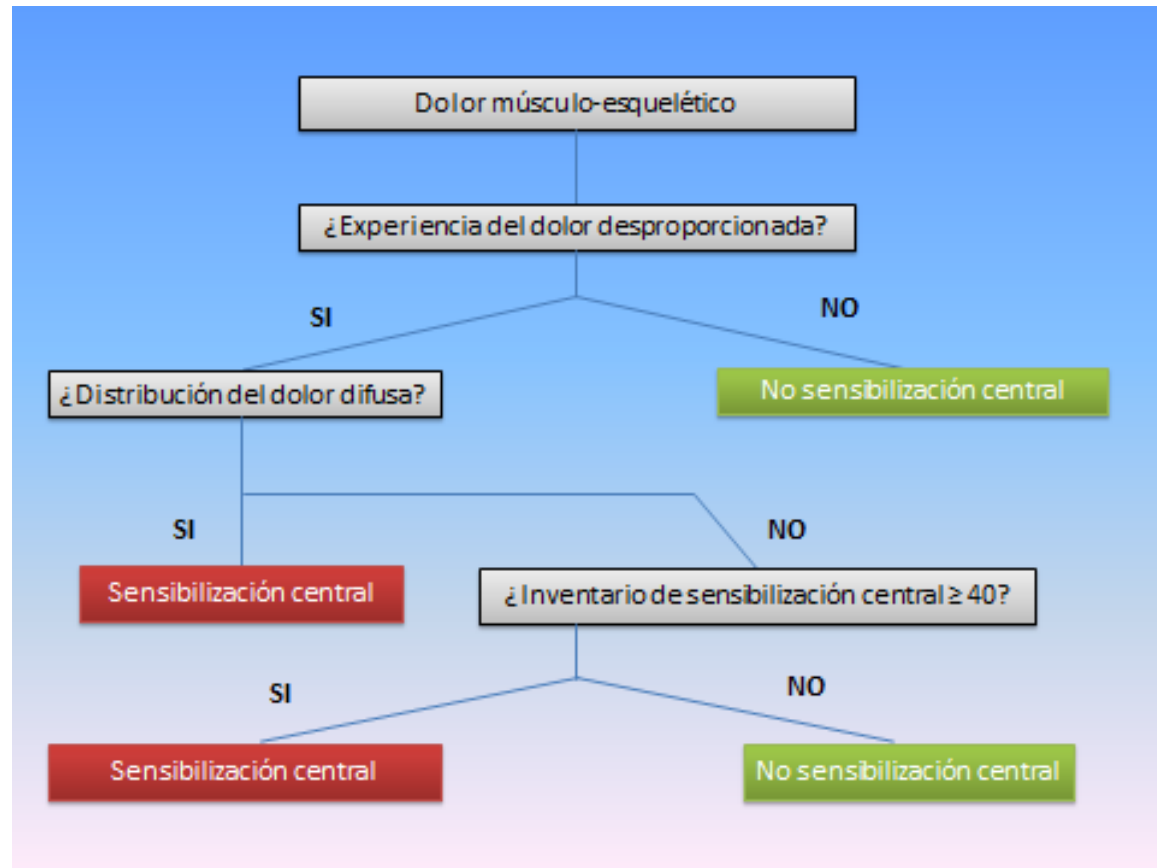 Dolor músculo-esquelético
¿Experiencia del dolor desproporcionada?
SI
NO
¿Distribución del dolor difusa?
No sensibilización central
SI
NO
Sensibilización central
¿Inventario de sensibilización central ≥ 40?
SI
NO
Sensibilización central
No sensibilización central